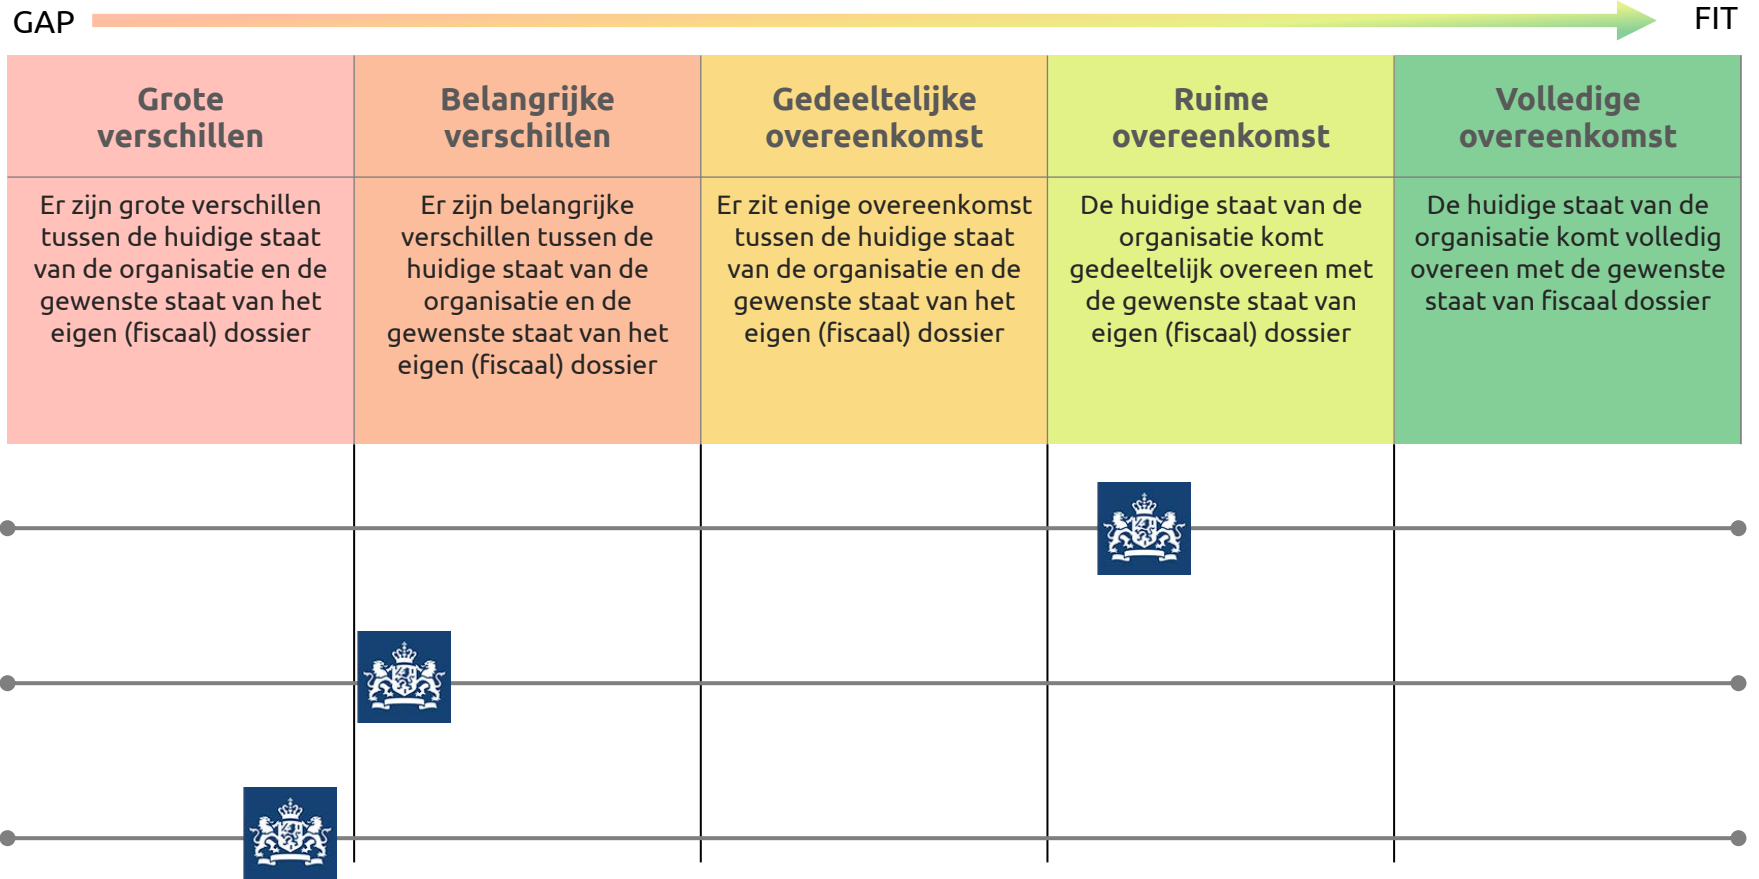 GAP
FIT
Grote
verschillen
Belangrijke
verschillen
Gedeeltelijke
overeenkomst
Ruime
overeenkomst
Volledige
overeenkomst
Er zijn grote verschillen
tussen de huidige staat
van de organisatie en de
gewenste staat van het
eigen (fiscaal) dossier
Er zijn belangrijke
verschillen tussen de
huidige staat van de
organisatie en de
gewenste staat van het
eigen (fiscaal) dossier
Er zit enige overeenkomst
tussen de huidige staat
van de organisatie en de
gewenste staat van het
eigen (fiscaal) dossier
De huidige staat van de
organisatie komt
gedeeltelijk overeen met
de gewenste staat van
eigen (fiscaal) dossier
De huidige staat van de
organisatie komt volledig
overeen met de gewenste
staat van fiscaal dossier